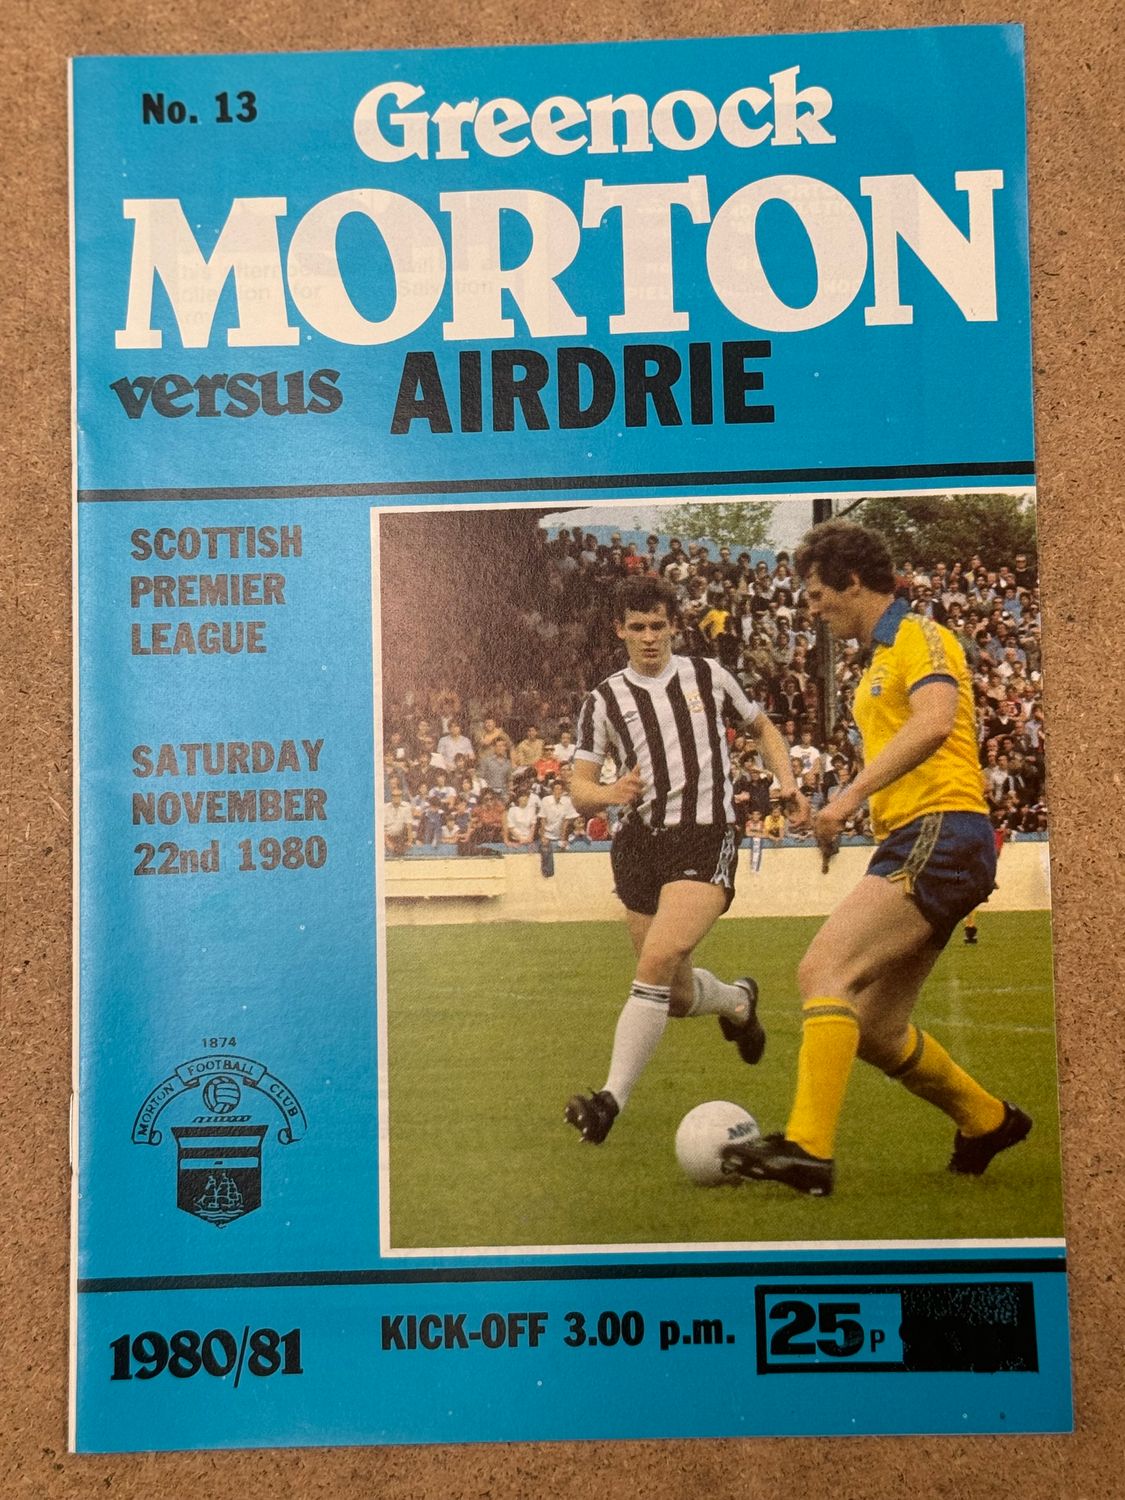 No. 13
Greenock
MORTON
versus AIRDRIE
SCOTTISH
PREMIER
LEAGUE
SATURDAY
NOVEMBER
22nd 1980
1874
MORTON FOOTBALL CLUB
1980/81
KICK-OFF 3.00 p.m.
25p